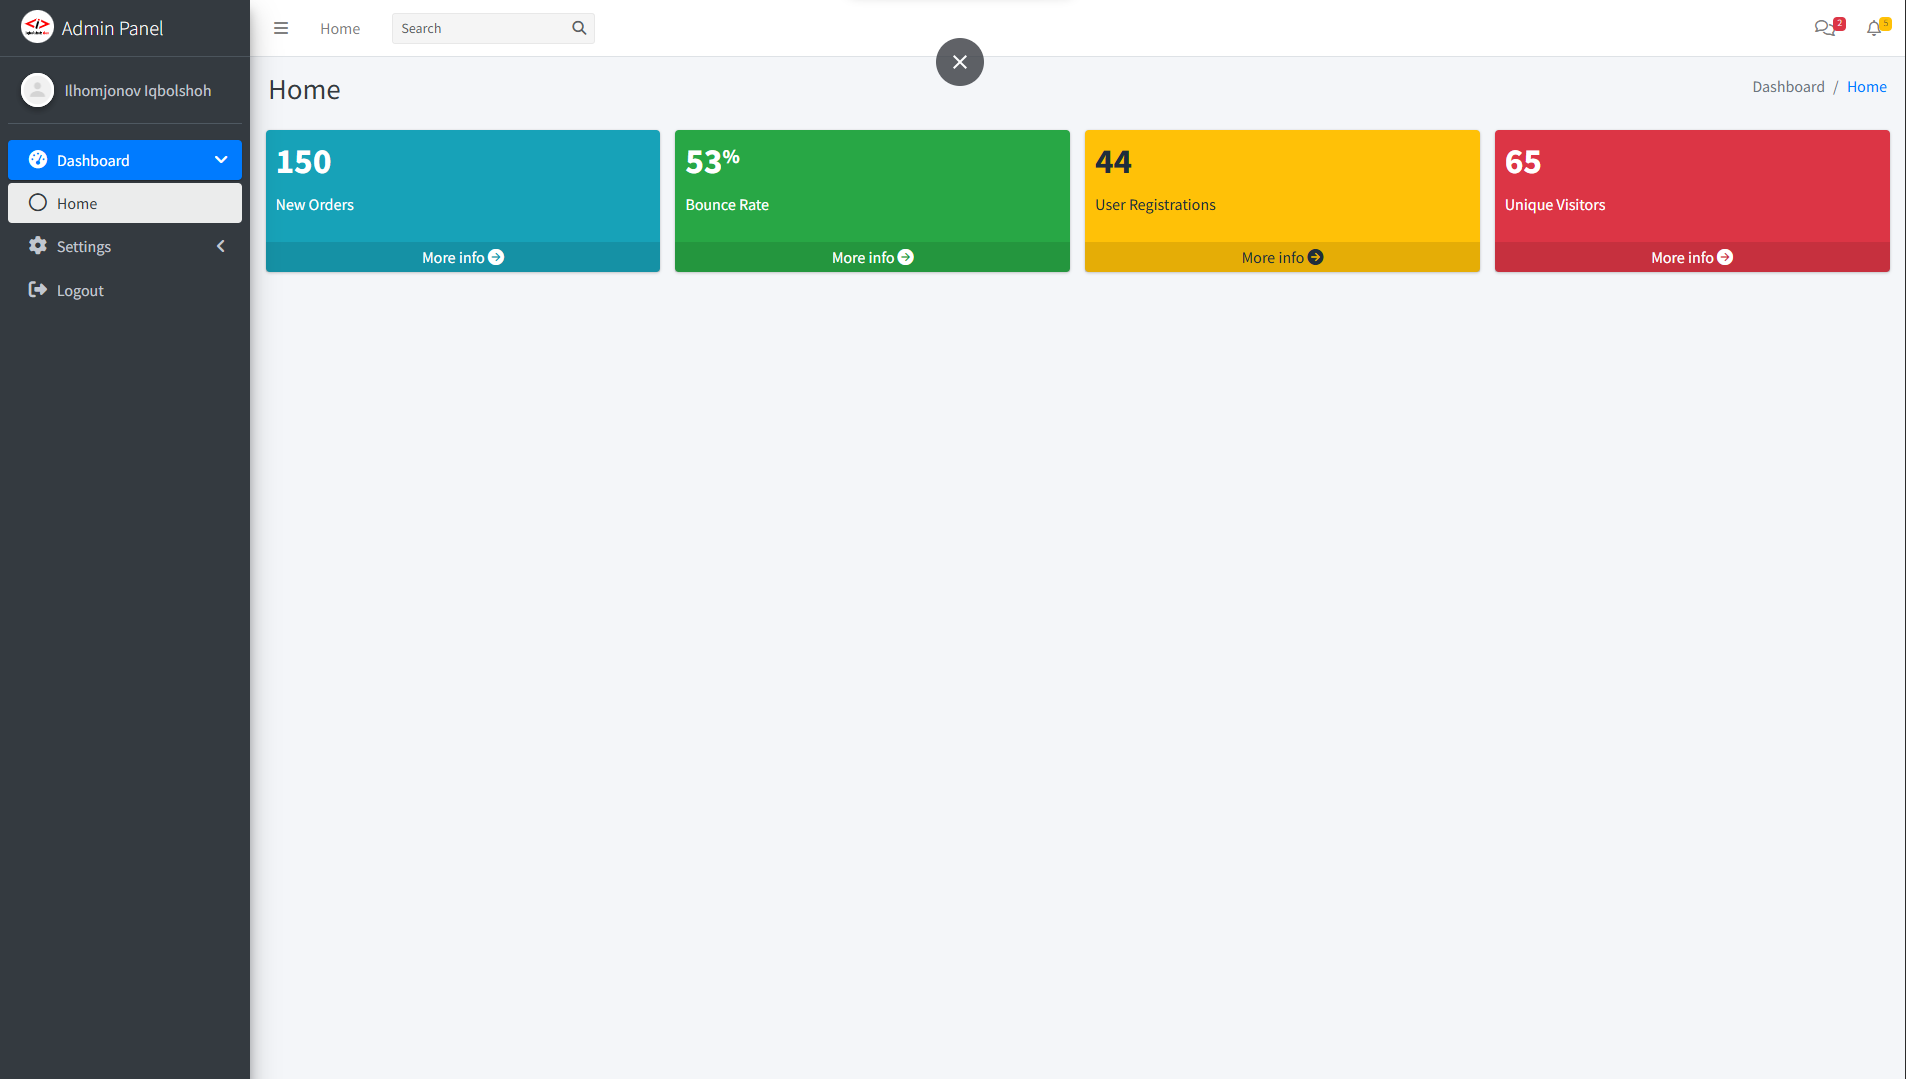 Admin Panel
Home
Search
2
5
Ilhomjonov Iqbolshoh
Home
Dashboard / Home
Dashboard
Home
Settings
Logout
150
New Orders
More info
53%
Bounce Rate
More info
44
User Registrations
More info
65
Unique Visitors
More info